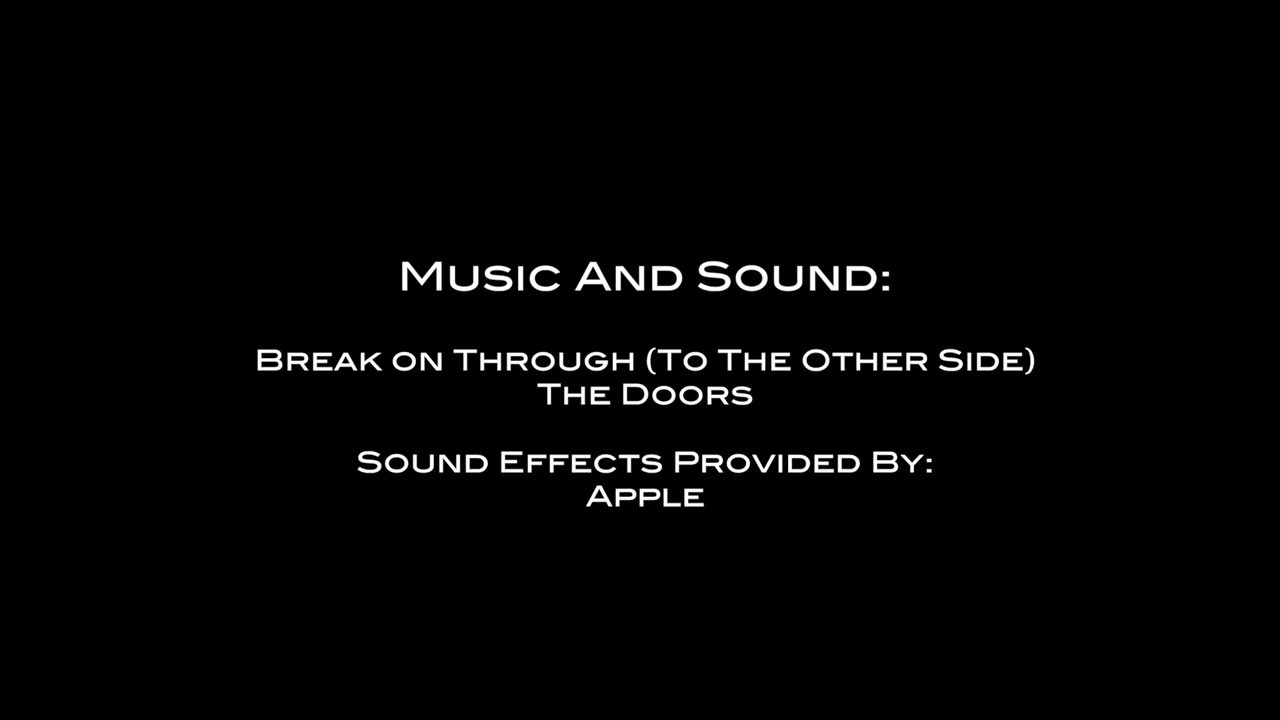 Music And Sound:
Break on Through (To The Other Side)
The Doors
Sound Effects Provided By:
Apple